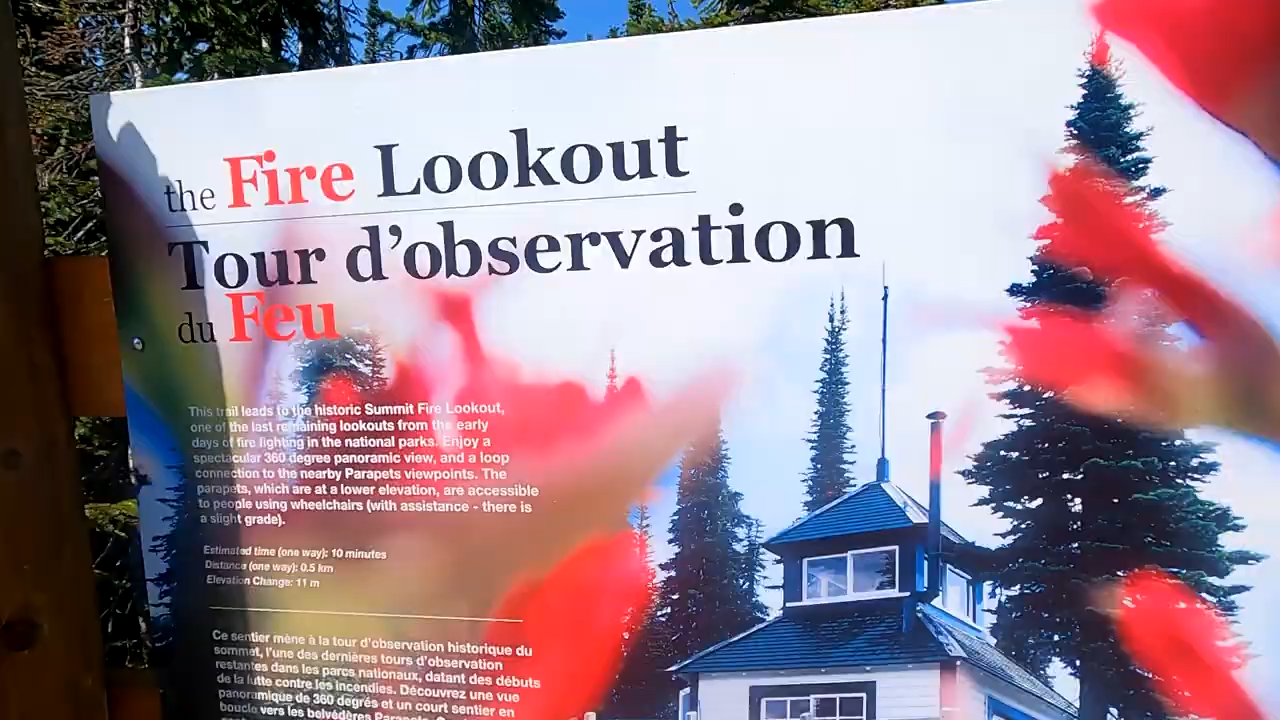 the Fire Lookout
Tour d'observation
du Feu
This trail leads to the historic Summit Fire Lookout,
one of the last remaining lookouts from the early
days of fire fighting in the national parks. Enjoy a
spectacular 360 degree panoramic view, and a loop
connection to the nearby Parapets viewpoints. The
parapets, which are at a lower elevation, are accessible
to people using wheelchairs (with assistance - there is
a slight grade).
Estimated time (one way): 10 minutes
Distance (one way): 0.5 km
Elevation Change: 11 m
Ce sentier mène à la tour d'observation historique du
sommet, l'une des dernières tours d'observation
restantes dans les parcs nationaux, datant des débuts
de la lutte contre les incendies. Découvrez une vue
panoramique de 360 degrés et un court sentier en
boucle vers les belvédères